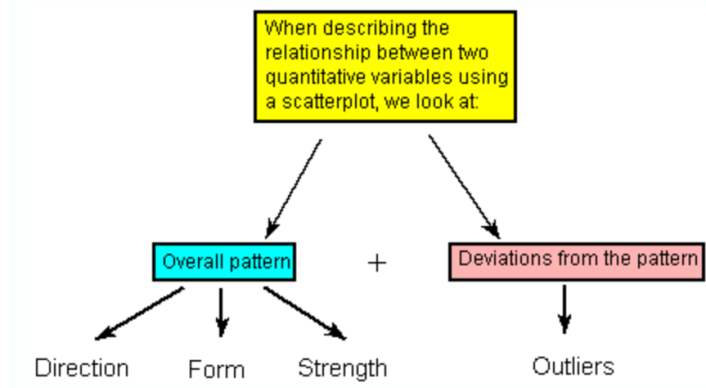 When describing the
relationship between two
quantitative variables using
a scatterplot, we look at:
Overall pattern
+
Deviations from the pattern
Direction
Form
Strength
Outliers